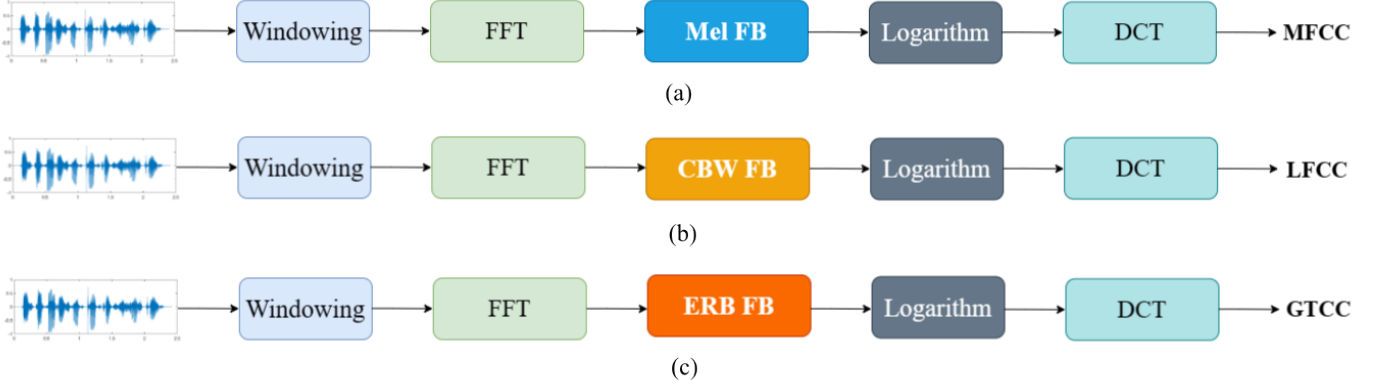 Windowing FFT Mel FB Logarithm DCT MFCC
(a)
Windowing FFT CBW FB Logarithm DCT LFCC
(b)
Windowing FFT ERB FB Logarithm DCT GTCC
(c)